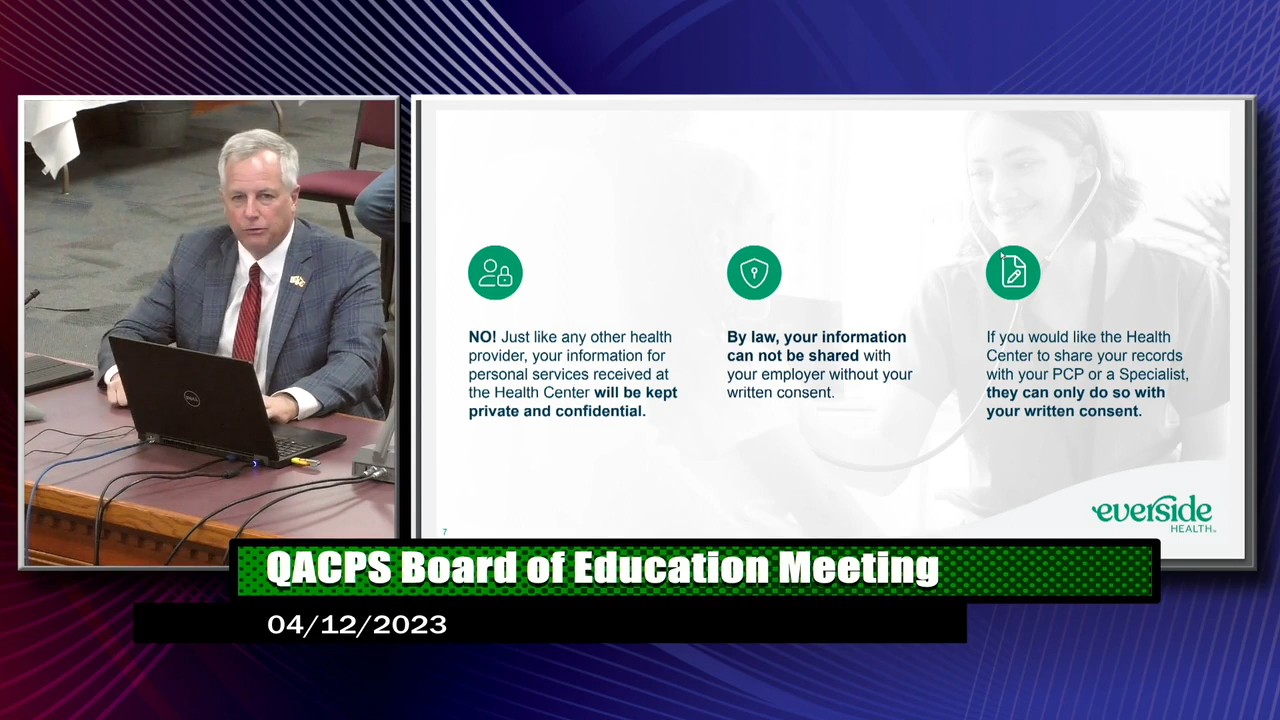 NO! Just like any other health
provider, your information for
personal services received at
the Health Center will be kept
private and confidential.
By law, your information
can not be shared with
your employer without your
written consent.
If you would like the Health
Center to share your records
with your PCP or a Specialist,
they can only do so with
your written consent.
7
everside
HEALTH
DELL
QACPS Board of Education Meeting
04/12/2023